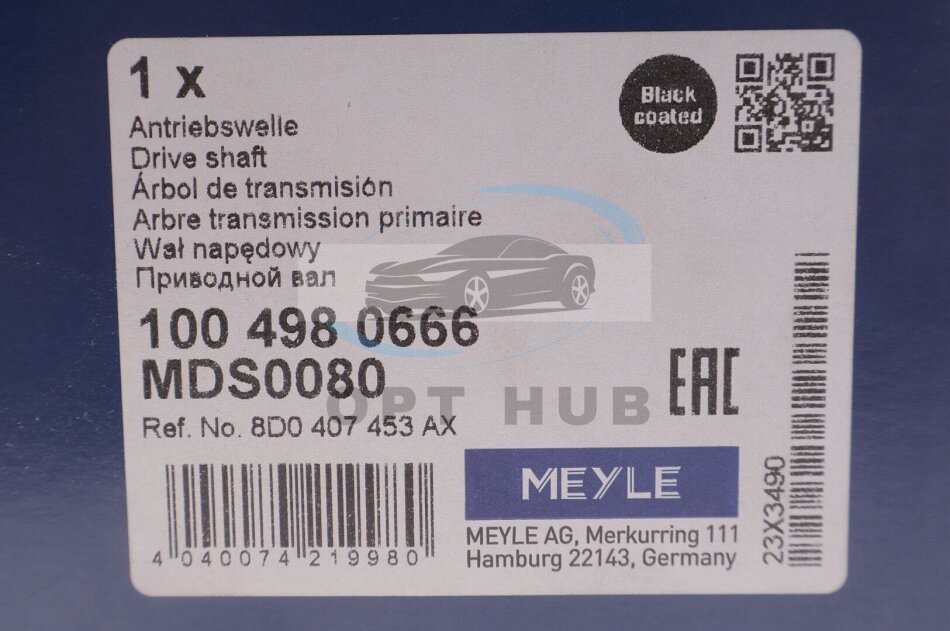 1 x
Black
coated
Antriebswelle
Drive shaft
Árbol de transmisión
Arbre transmission primaire
Wał napędowy
Приводной вал
100 498 0666
MDS0080
Ref. No. 8D0 407 453 AX
EAC
OPT HUB
MEYLE
MEYLE AG, Merkurring 111
Hamburg 22143, Germany
4 040074 219980
23X3490